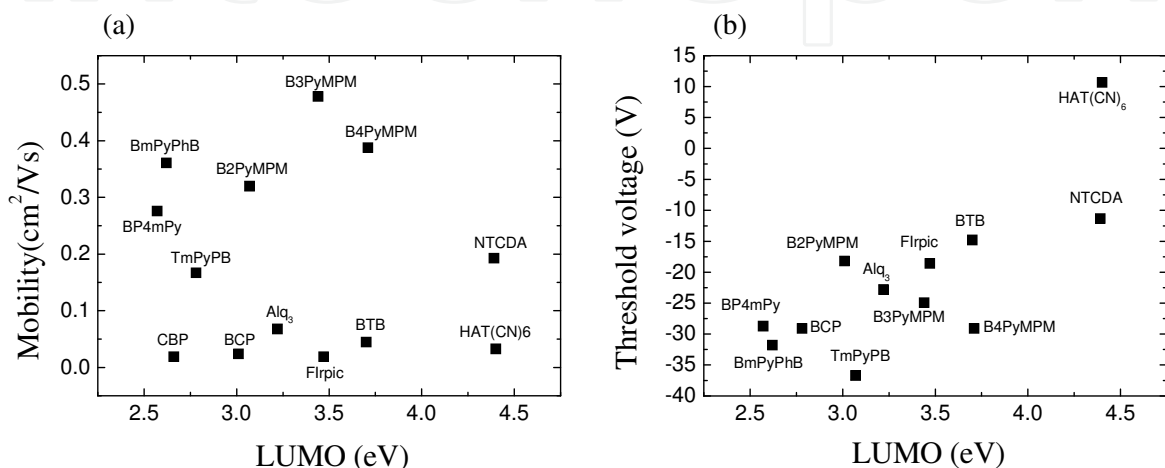 (a)
(b)
Mobility(cm²/Vs)
0.5
0.4
0.3
0.2
0.1
0.0
B3PyMPM
B4PyMPM
BmPyPhB
B2PyMPM
BP4mPy
TmPyPB
NTCDA
Alq₃
CBP
BCP
BTB
FIrpic
HAT(CN)6
2.5 3.0 3.5 4.0 4.5
LUMO (eV)
Threshold voltage (V)
15
10
5
0
-5
-10
-15
-20
-25
-30
-35
-40
HAT(CN)₆
NTCDA
BTB
B2PyMPM
FIrpic
Alq₃
BP4mPy
B3PyMPM
BCP
B4PyMPM
BmPyPhB
TmPyPB
2.5 3.0 3.5 4.0 4.5
LUMO (eV)